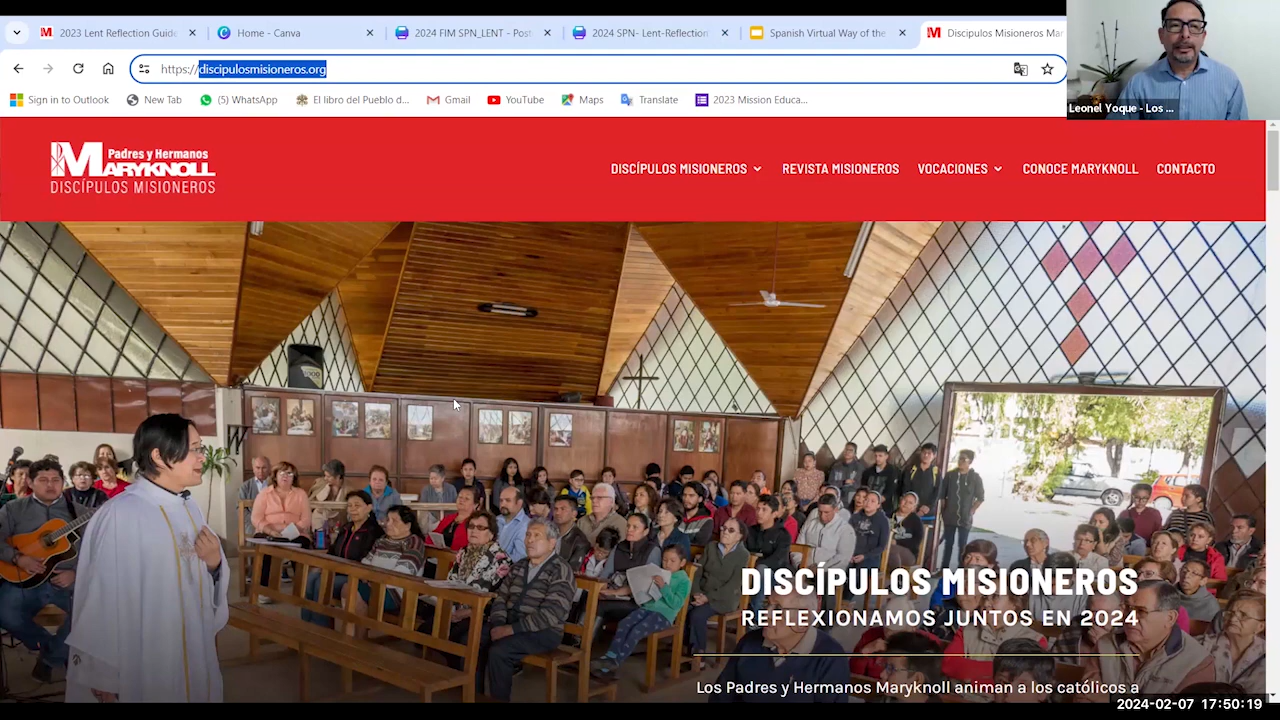 2023 Lent Reflection Guide
Home - Canva
2024 FIM SPN_LENT - Post
2024 SPN- Lent-Reflection
Spanish Virtual Way of the
Discipulos Misioneros Mar
https://discipulosmisioneros.org
Sign in to Outlook
New Tab
(5) WhatsApp
El libro del Pueblo d...
Gmail
YouTube
Maps
Translate
2023 Mission Educa...
Leonel Yoque - Los ...
Padres y Hermanos
MARYKNOLL
DISCÍPULOS MISIONEROS
DISCÍPULOS MISIONEROS
REVISTA MISIONEROS
VOCACIONES
CONOCE MARYKNOLL
CONTACTO
DISCÍPULOS MISIONEROS
REFLEXIONAMOS JUNTOS EN 2024
Los Padres y Hermanos Maryknoll animan a los católicos a
2024-02-07 17:50:19